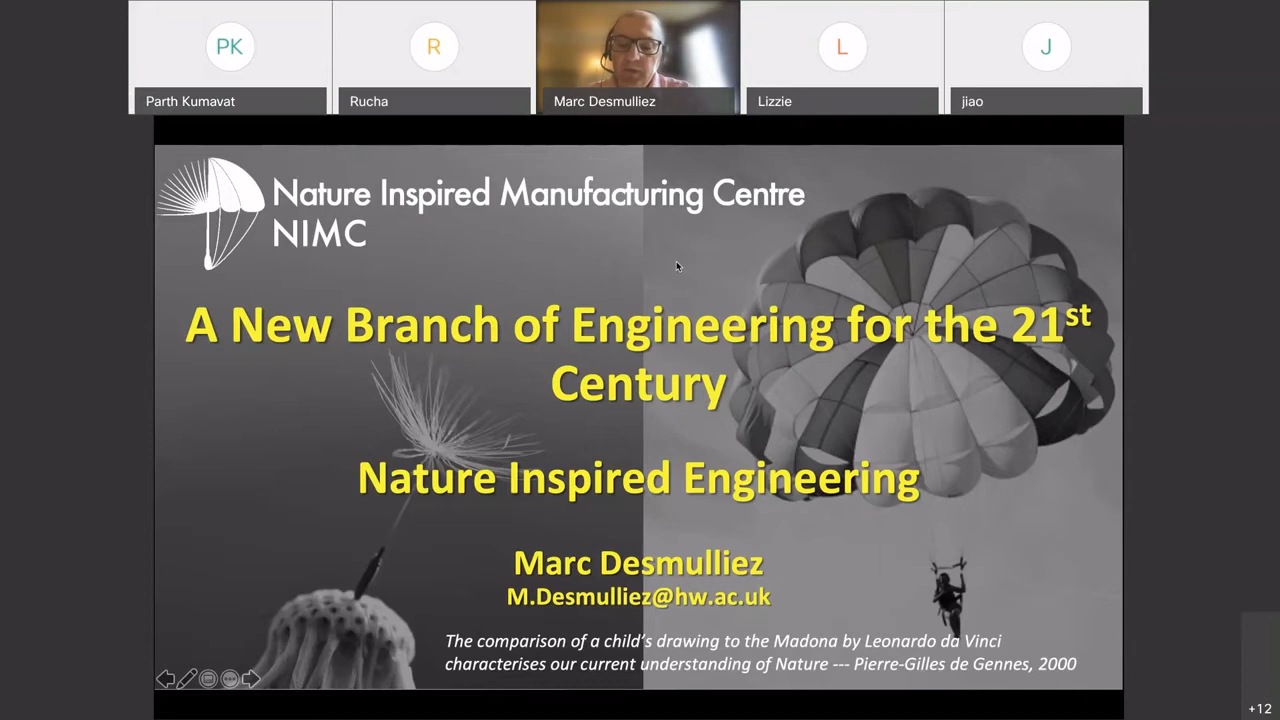 PK
R
L
J
Parth Kumavat
Rucha
Marc Desmulliez
Lizzie
jiao
Nature Inspired Manufacturing Centre
NIMC
A New Branch of Engineering for the 21st
Century
Nature Inspired Engineering
Marc Desmulliez
M.Desmulliez@hw.ac.uk
The comparison of a child's drawing to the Madona by Leonardo da Vinci
characterises our current understanding of Nature --- Pierre-Gilles de Gennes, 2000
+12